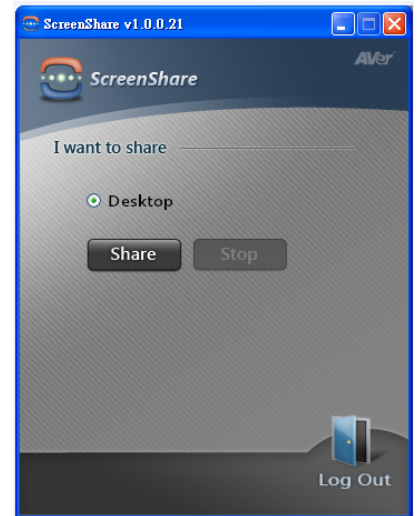 ScreenShare v1.0.0.21
AVer
ScreenShare
I want to share
Desktop
Share
Stop
Log Out